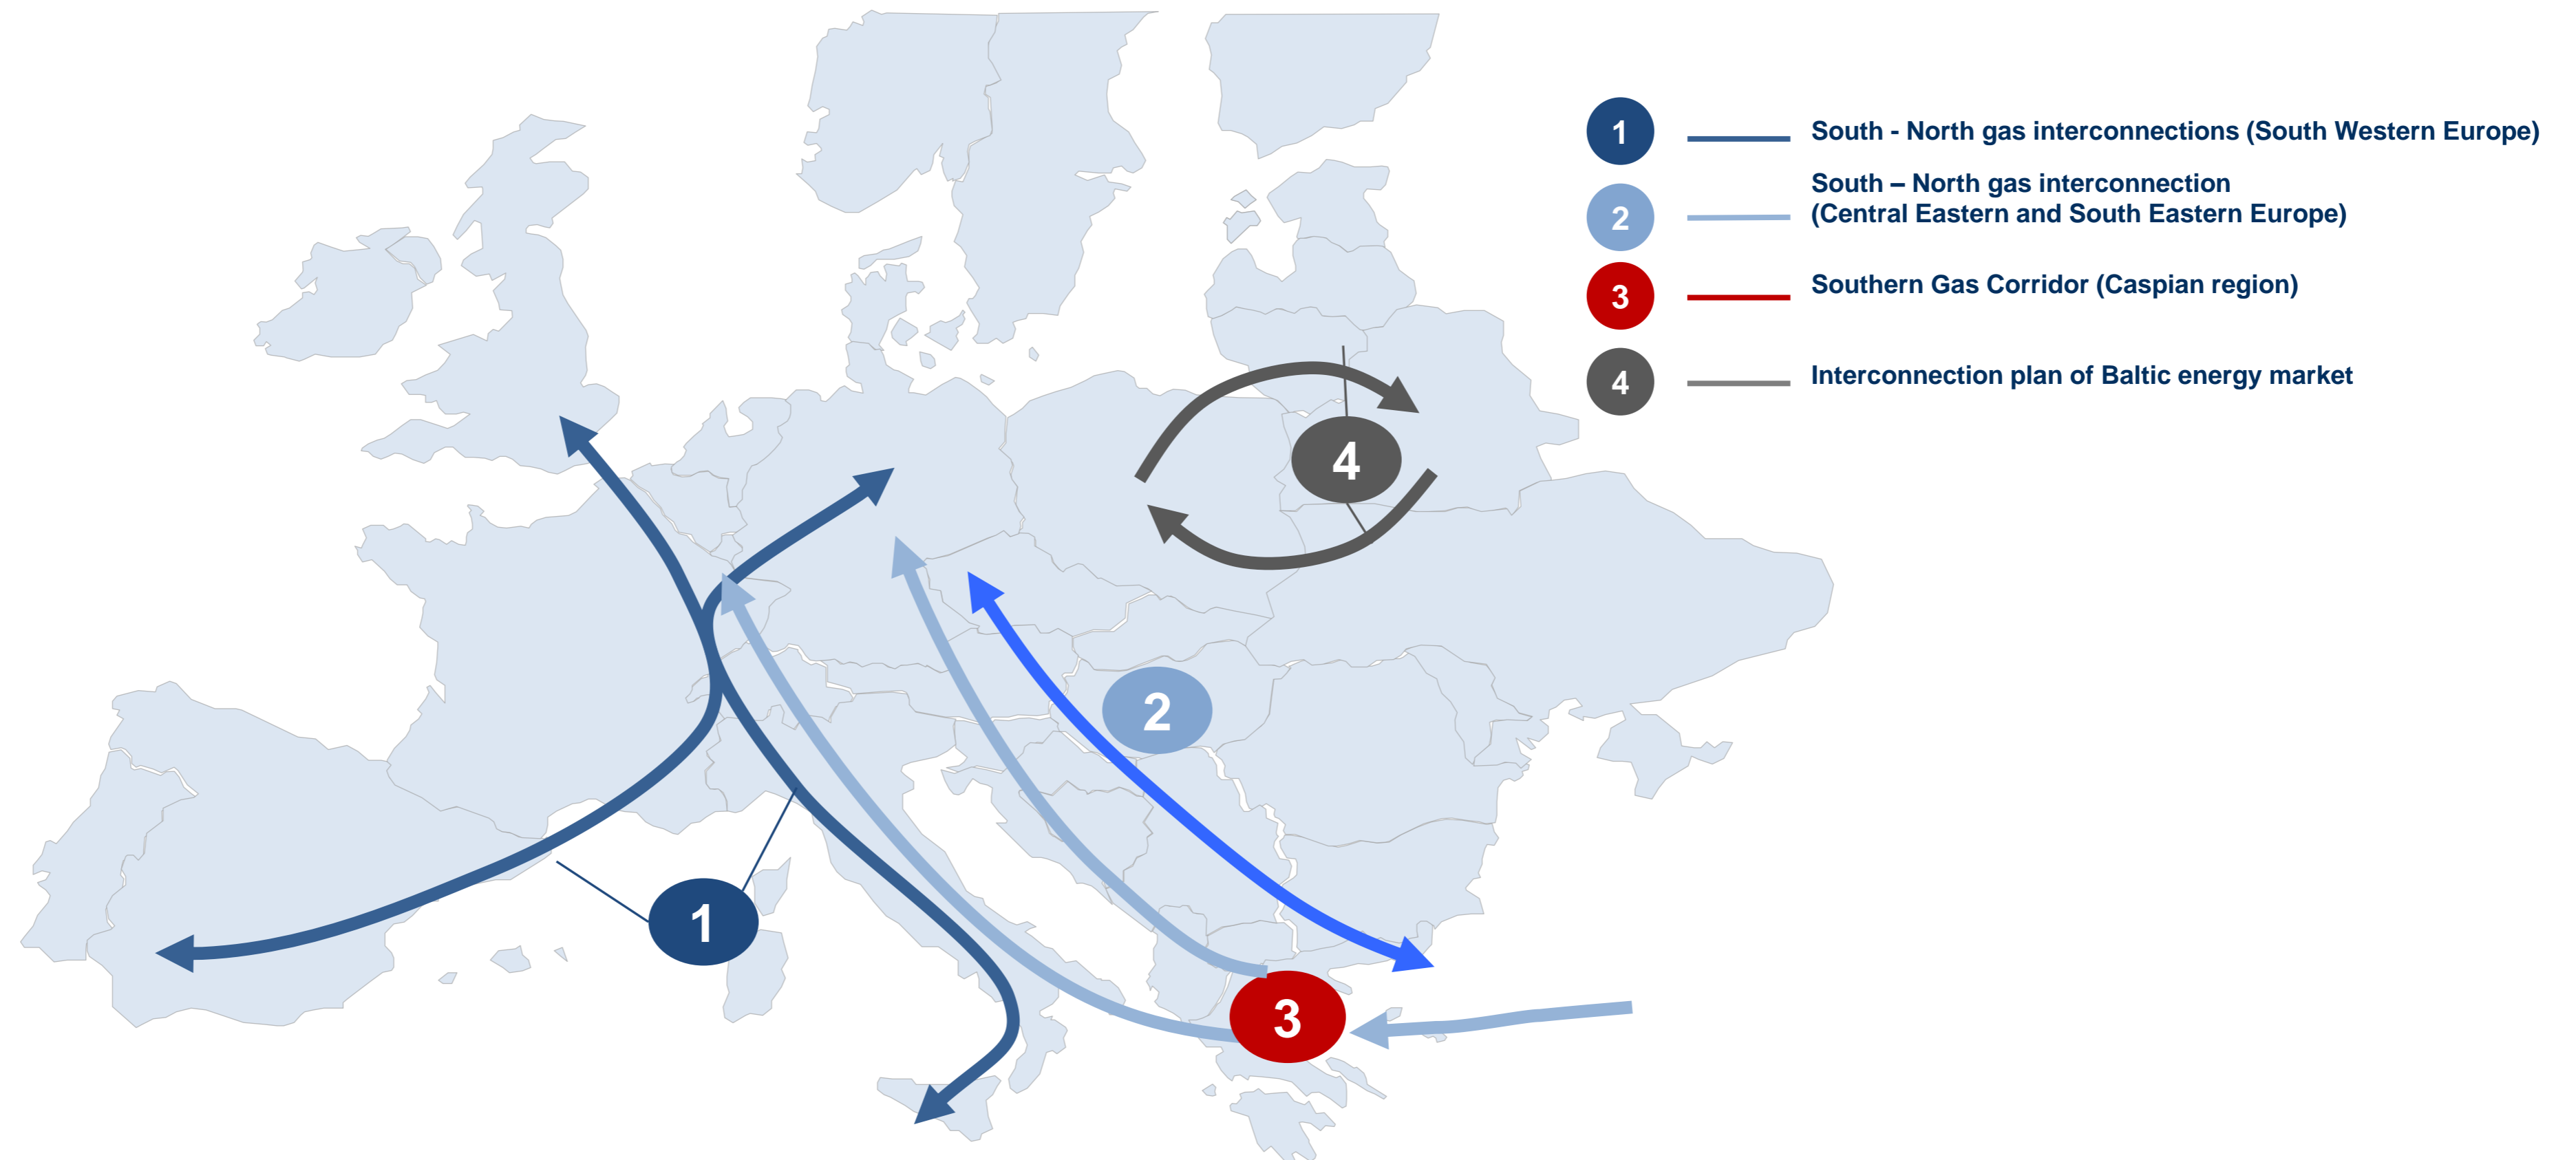 1
South - North gas interconnections (South Western Europe)
2
South – North gas interconnection
(Central Eastern and South Eastern Europe)
3
Southern Gas Corridor (Caspian region)
4
Interconnection plan of Baltic energy market
4
2
1
3